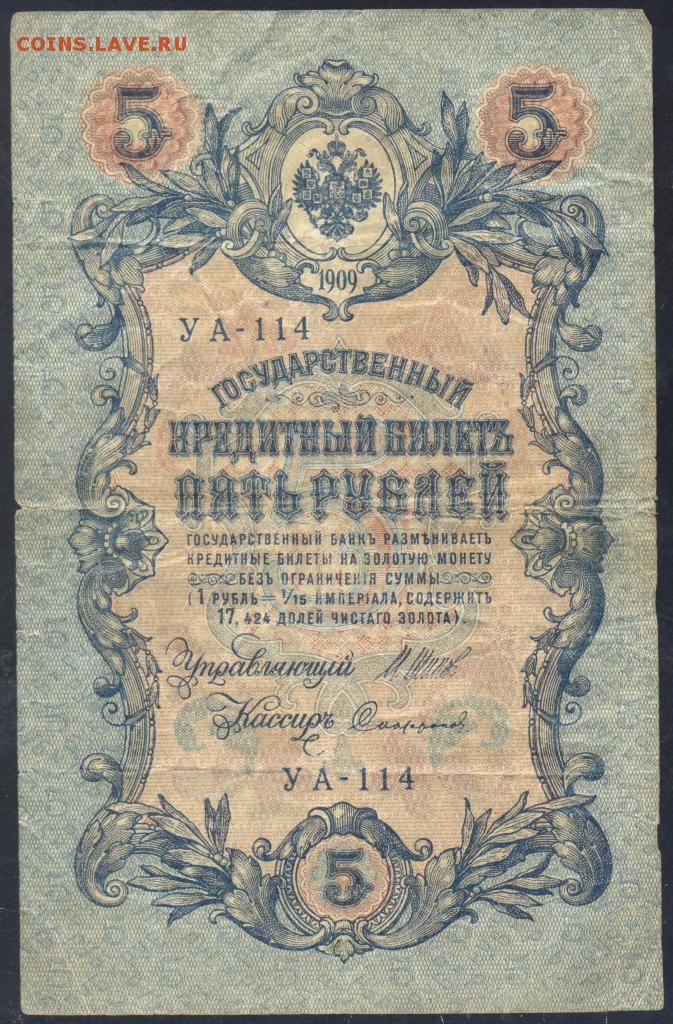 COINS.LAVE.RU
5 5
1909
УА-114
ГОСУДАРСТВЕННЫЙ
КРЕДИТНЫЙ БИЛЕТЪ
ПЯТЬ РУБЛЕЙ
ГОСУДАРСТВЕННЫЙ БАНКЪ РАЗМѢНИВАЕТЪ
КРЕДИТНЫЕ БИЛЕТЫ НА ЗОЛОТУЮ МОНЕТУ
БЕЗЪ ОГРАНИЧЕНІЯ СУММЫ
(1 РУБЛЬ = 1/15 ИМПЕРІАЛА, СОДЕРЖИТЪ
17,424 ДОЛЕЙ ЧИСТАГО ЗОЛОТА).
Управляющій И Шипов
Кассиръ Софронов
УА-114
5